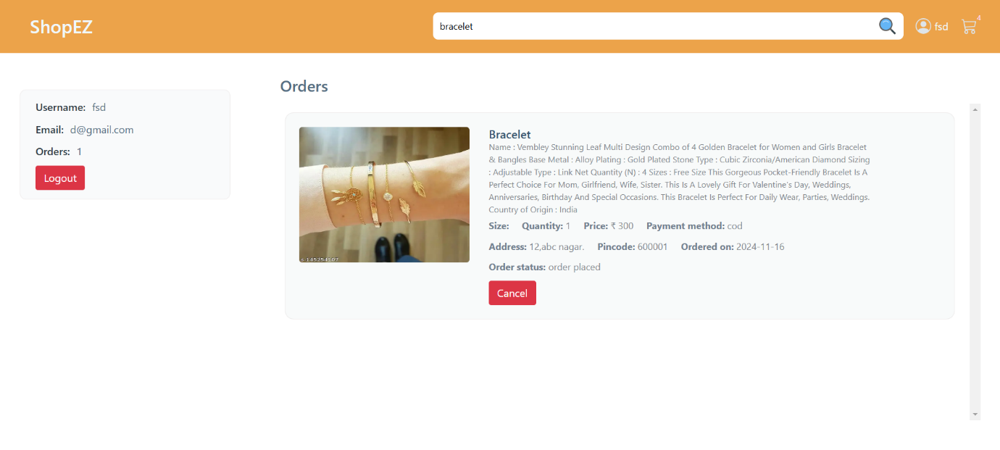 ShopEZ
bracelet
fsd
4
Username: fsd
Email: d@gmail.com
Orders: 1
Logout
Orders
Bracelet
Name : Vembley Stunning Leaf Multi Design Combo of 4 Golden Bracelet for Women and Girls Bracelet
& Bangles Base Metal : Alloy Plating : Gold Plated Stone Type : Cubic Zirconia/American Diamond Sizing
: Adjustable Type : Link Net Quantity (N) : 4 Sizes : Free Size This Gorgeous Pocket-Friendly Bracelet Is A
Perfect Choice For Mom, Girlfriend, Wife, Sister. This Is A Lovely Gift For Valentine's Day, Weddings,
Anniversaries, Birthday And Special Occasions. This Bracelet Is Perfect For Daily Wear, Parties, Weddings.
Country of Origin : India
Size: Quantity: 1 Price: ₹ 300 Payment method: cod
Address: 12,abc nagar. Pincode: 600001 Ordered on: 2024-11-16
Order status: order placed
Cancel
s-145254107